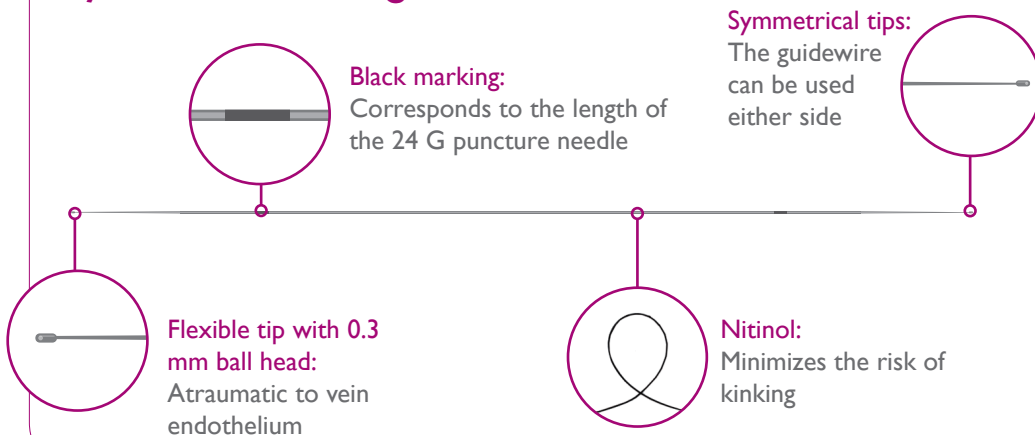 Symmetrical tips:
The guidewire
can be used
either side
Black marking:
Corresponds to the length of
the 24 G puncture needle
Flexible tip with 0.3
mm ball head:
Atraumatic to vein
endothelium
Nitinol:
Minimizes the risk of
kinking